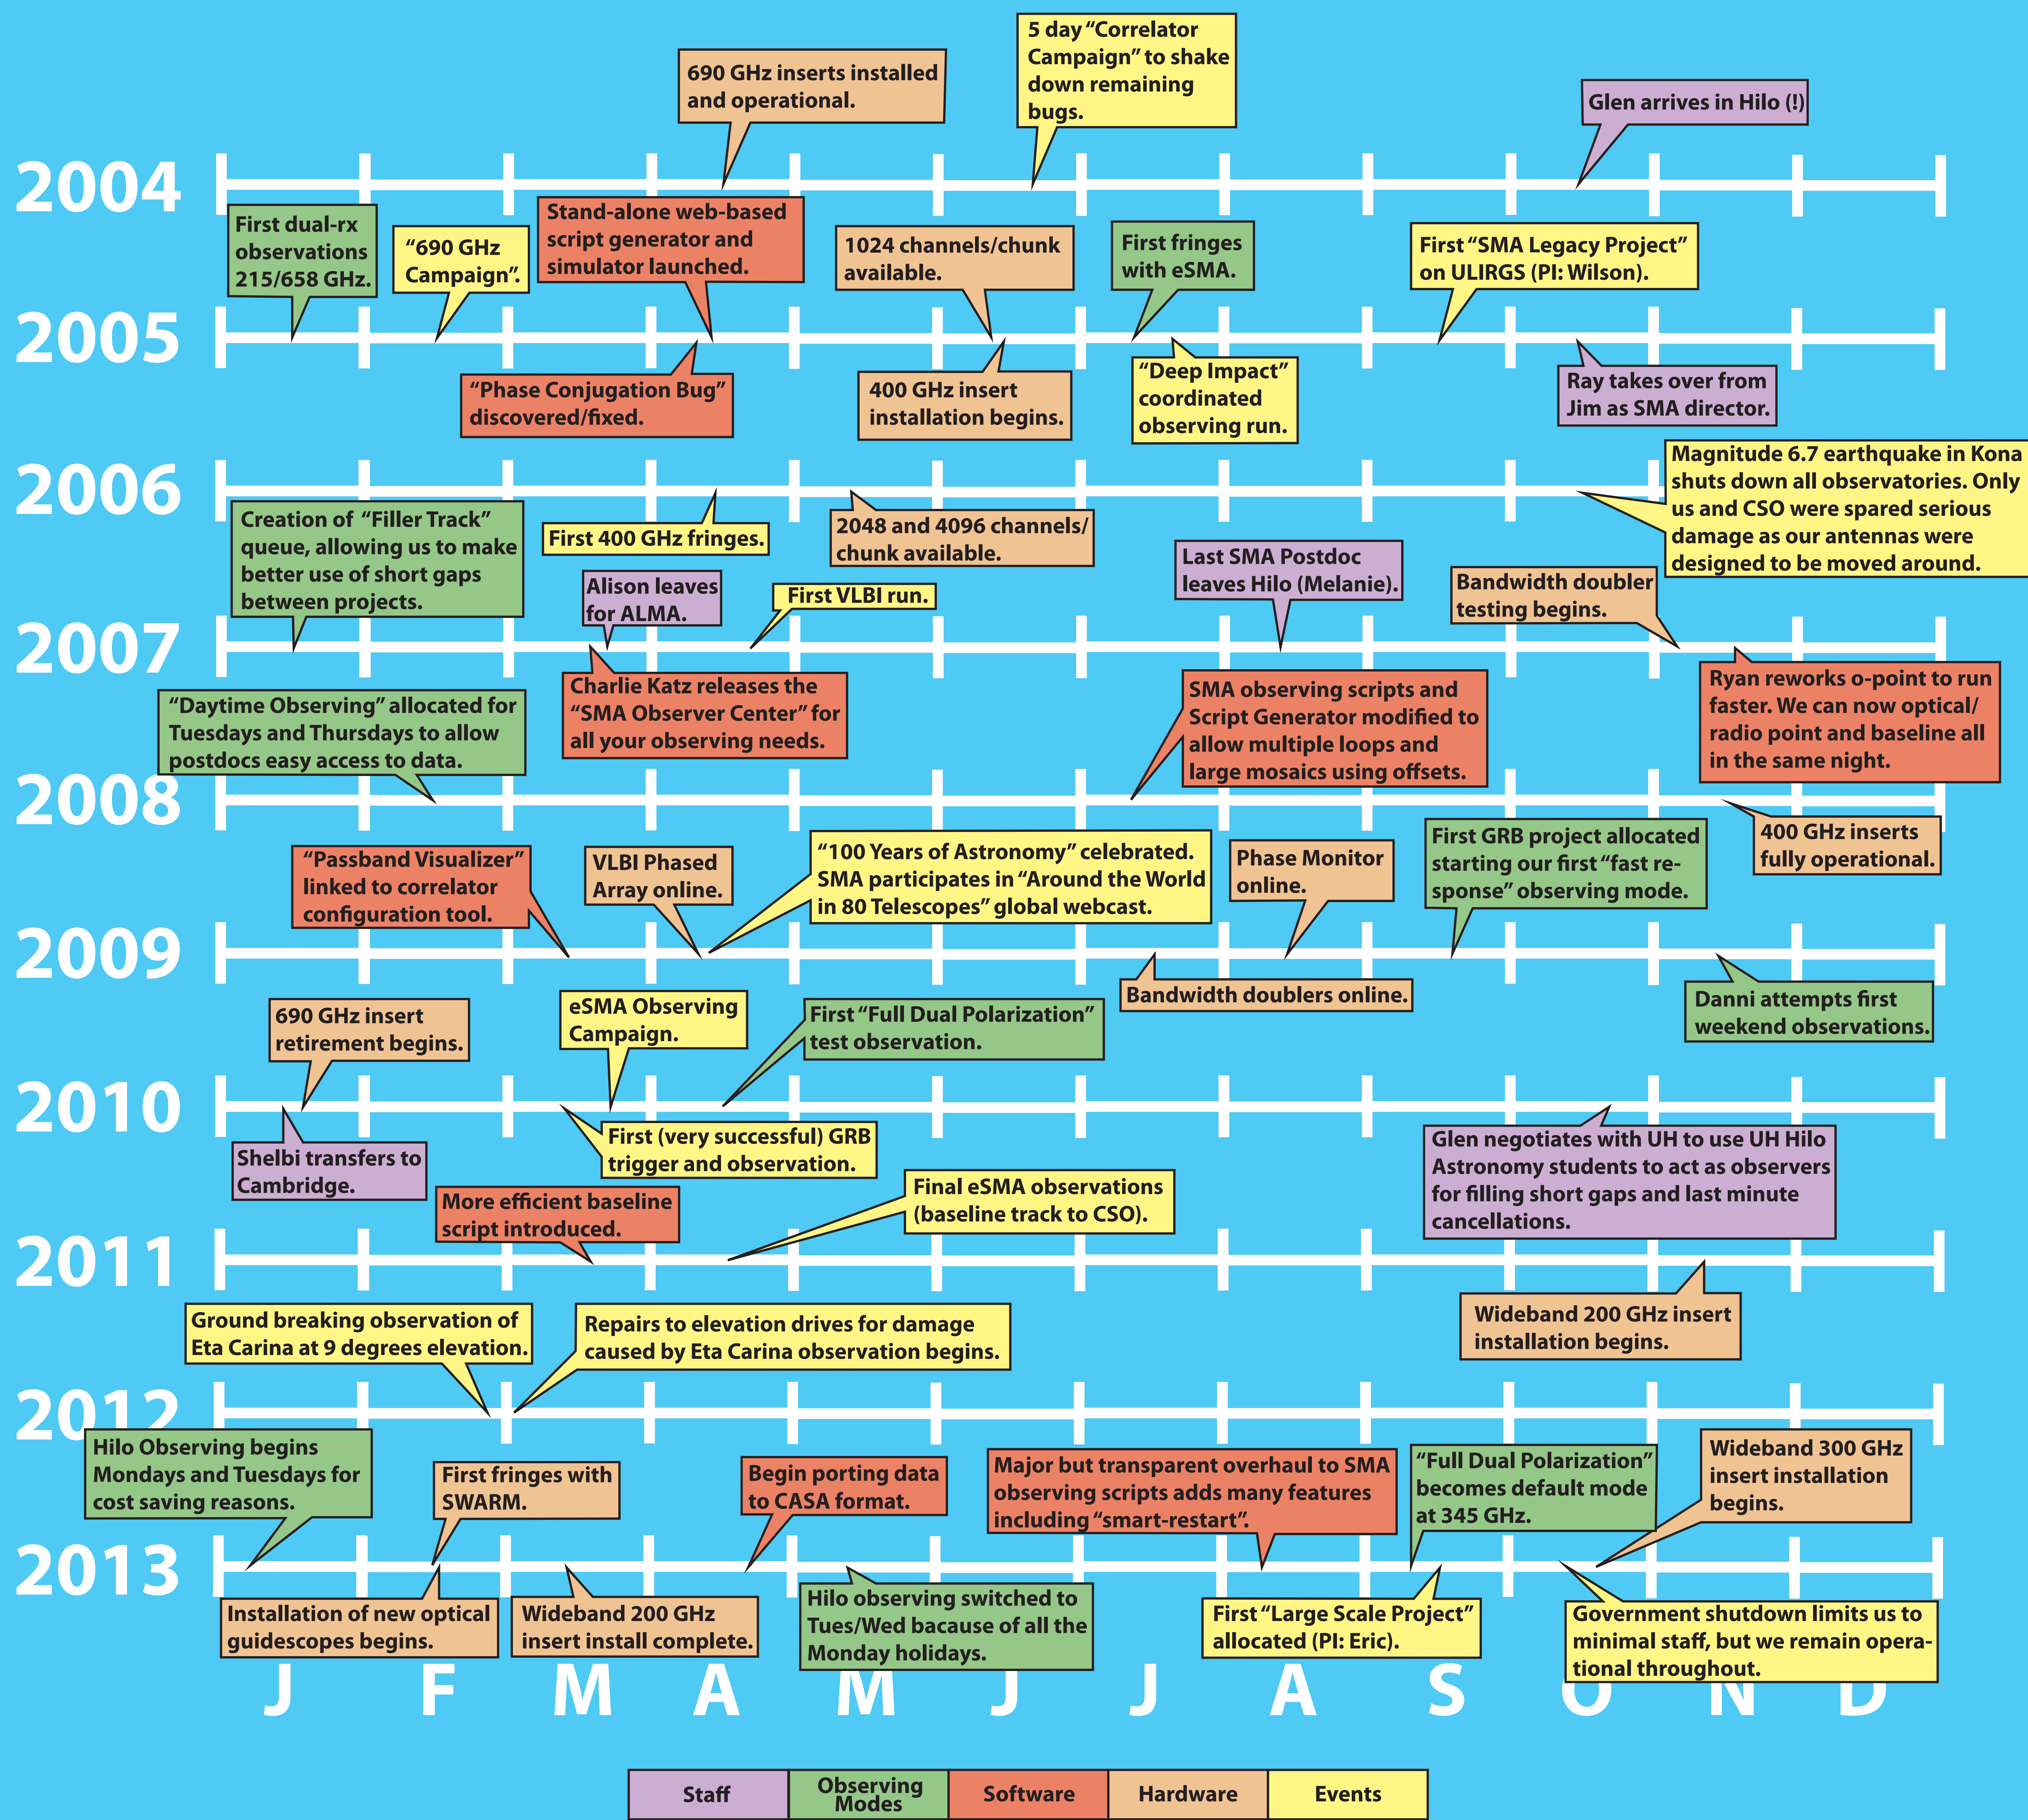 5 day “Correlator
Campaign” to shake
down remaining
bugs.
690 GHz inserts installed
and operational.
Glen arrives in Hilo (!)
2004
First dual-rx
observations
215/658 GHz.
“690 GHz
Campaign”.
Stand-alone web-based
script generator and
simulator launched.
1024 channels/chunk
available.
First fringes
with eSMA.
First “SMA Legacy Project”
on ULIRGS (PI: Wilson).
2005
“Phase Conjugation Bug”
discovered/fixed.
400 GHz insert
installation begins.
“Deep Impact”
coordinated
observing run.
Ray takes over from
Jim as SMA director.
2006
Magnitude 6.7 earthquake in Kona
shuts down all observatories. Only
us and CSO were spared serious
damage as our antennas were
designed to be moved around.
First 400 GHz fringes.
2048 and 4096 channels/
chunk available.
Creation of “Filler Track”
queue, allowing us to make
better use of short gaps
between projects.
Alison leaves
for ALMA.
First VLBI run.
Last SMA Postdoc
leaves Hilo (Melanie).
Bandwidth doubler
testing begins.
2007
Charlie Katz releases the
“SMA Observer Center” for
all your observing needs.
Ryan reworks o-point to run
faster. We can now optical/
radio point and baseline all
in the same night.
“Daytime Observing” allocated for
Tuesdays and Thursdays to allow
postdocs easy access to data.
SMA observing scripts and
Script Generator modified to
allow multiple loops and
large mosaics using offsets.
2008
400 GHz inserts
fully operational.
“Passband Visualizer”
linked to correlator
configuration tool.
VLBI Phased
Array online.
“100 Years of Astronomy” celebrated.
SMA participates in “Around the World
in 80 Telescopes” global webcast.
Phase Monitor
online.
First GRB project allocated
starting our first “fast re-
sponse” observing mode.
2009
Bandwidth doublers online.
Danni attempts first
weekend observations.
690 GHz insert
retirement begins.
eSMA Observing
Campaign.
First “Full Dual Polarization”
test observation.
2010
Shelbi transfers to
Cambridge.
First (very successful) GRB
trigger and observation.
Glen negotiates with UH to use UH Hilo
Astronomy students to act as observers
for filling short gaps and last minute
cancellations.
More efficient baseline
script introduced.
Final eSMA observations
(baseline track to CSO).
2011
Wideband 200 GHz insert
installation begins.
Ground breaking observation of
Eta Carina at 9 degrees elevation.
Repairs to elevation drives for damage
caused by Eta Carina observation begins.
2012
Hilo Observing begins
Mondays and Tuesdays for
cost saving reasons.
First fringes with
SWARM.
Begin porting data
to CASA format.
Major but transparent overhaul to SMA
observing scripts adds many features
including “smart-restart”.
“Full Dual Polarization”
becomes default mode
at 345 GHz.
Wideband 300 GHz
insert installation
begins.
2013
Installation of new optical
guidescopes begins.
Wideband 200 GHz
insert install complete.
Hilo observing switched to
Tues/Wed bacause of all the
Monday holidays.
First “Large Scale Project”
allocated (PI: Eric).
Government shutdown limits us to
minimal staff, but we remain opera-
tional throughout.
J F M A M J J A S O N D
Staff
Observing
Modes
Software
Hardware
Events